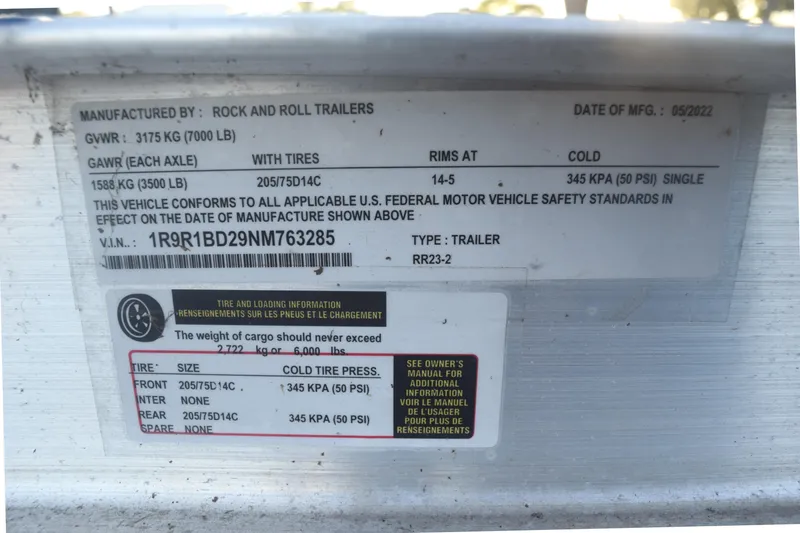 MANUFACTURED BY : ROCK AND ROLL TRAILERS DATE OF MFG. : 05/2022
GVWR : 3175 KG (7000 LB)
GAWR (EACH AXLE) WITH TIRES RIMS AT COLD
1588 KG (3500 LB) 205/75D14C 14-5 345 KPA (50 PSI) SINGLE
THIS VEHICLE CONFORMS TO ALL APPLICABLE U.S. FEDERAL MOTOR VEHICLE SAFETY STANDARDS IN
EFFECT ON THE DATE OF MANUFACTURE SHOWN ABOVE
V.I.N.. : 1R9R1BD29NM763285 TYPE : TRAILER
RR23-2
TIRE AND LOADING INFORMATION
RENSEIGNEMENTS SUR LES PNEUS ET LE CHARGEMENT
The weight of cargo should never exceed
2,722 kg or 6,000 lbs.
TIRE SIZE COLD TIRE PRESS.
FRONT 205/75D14C 345 KPA (50 PSI)
INTER NONE
REAR 205/75D14C 345 KPA (50 PSI)
SPARE NONE
SEE OWNER'S
MANUAL FOR
ADDITIONAL
INFORMATION
VOIR LE MANUEL
DE L'USAGER
POUR PLUS DE
RENSEIGNEMENTS